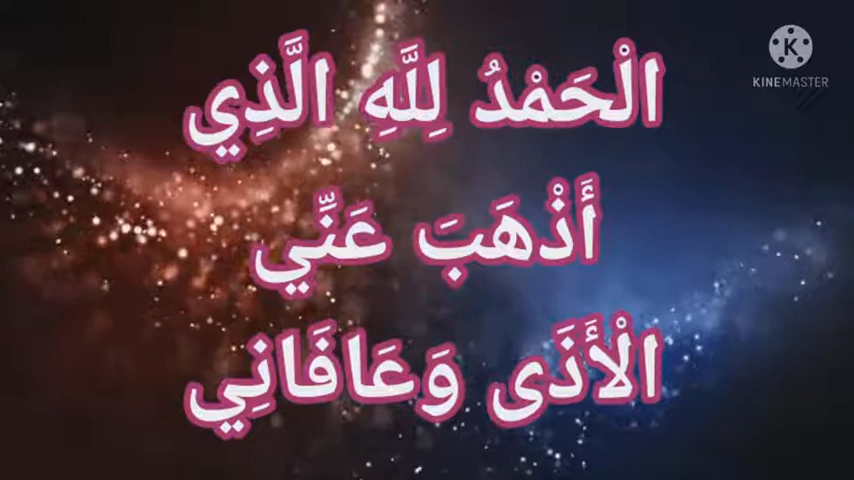 KINEMASTER
الْحَمْدُ لِلَّهِ الَّذِي
أَذْهَبَ عَنِّي
الْأَذَى وَعَافَانِي